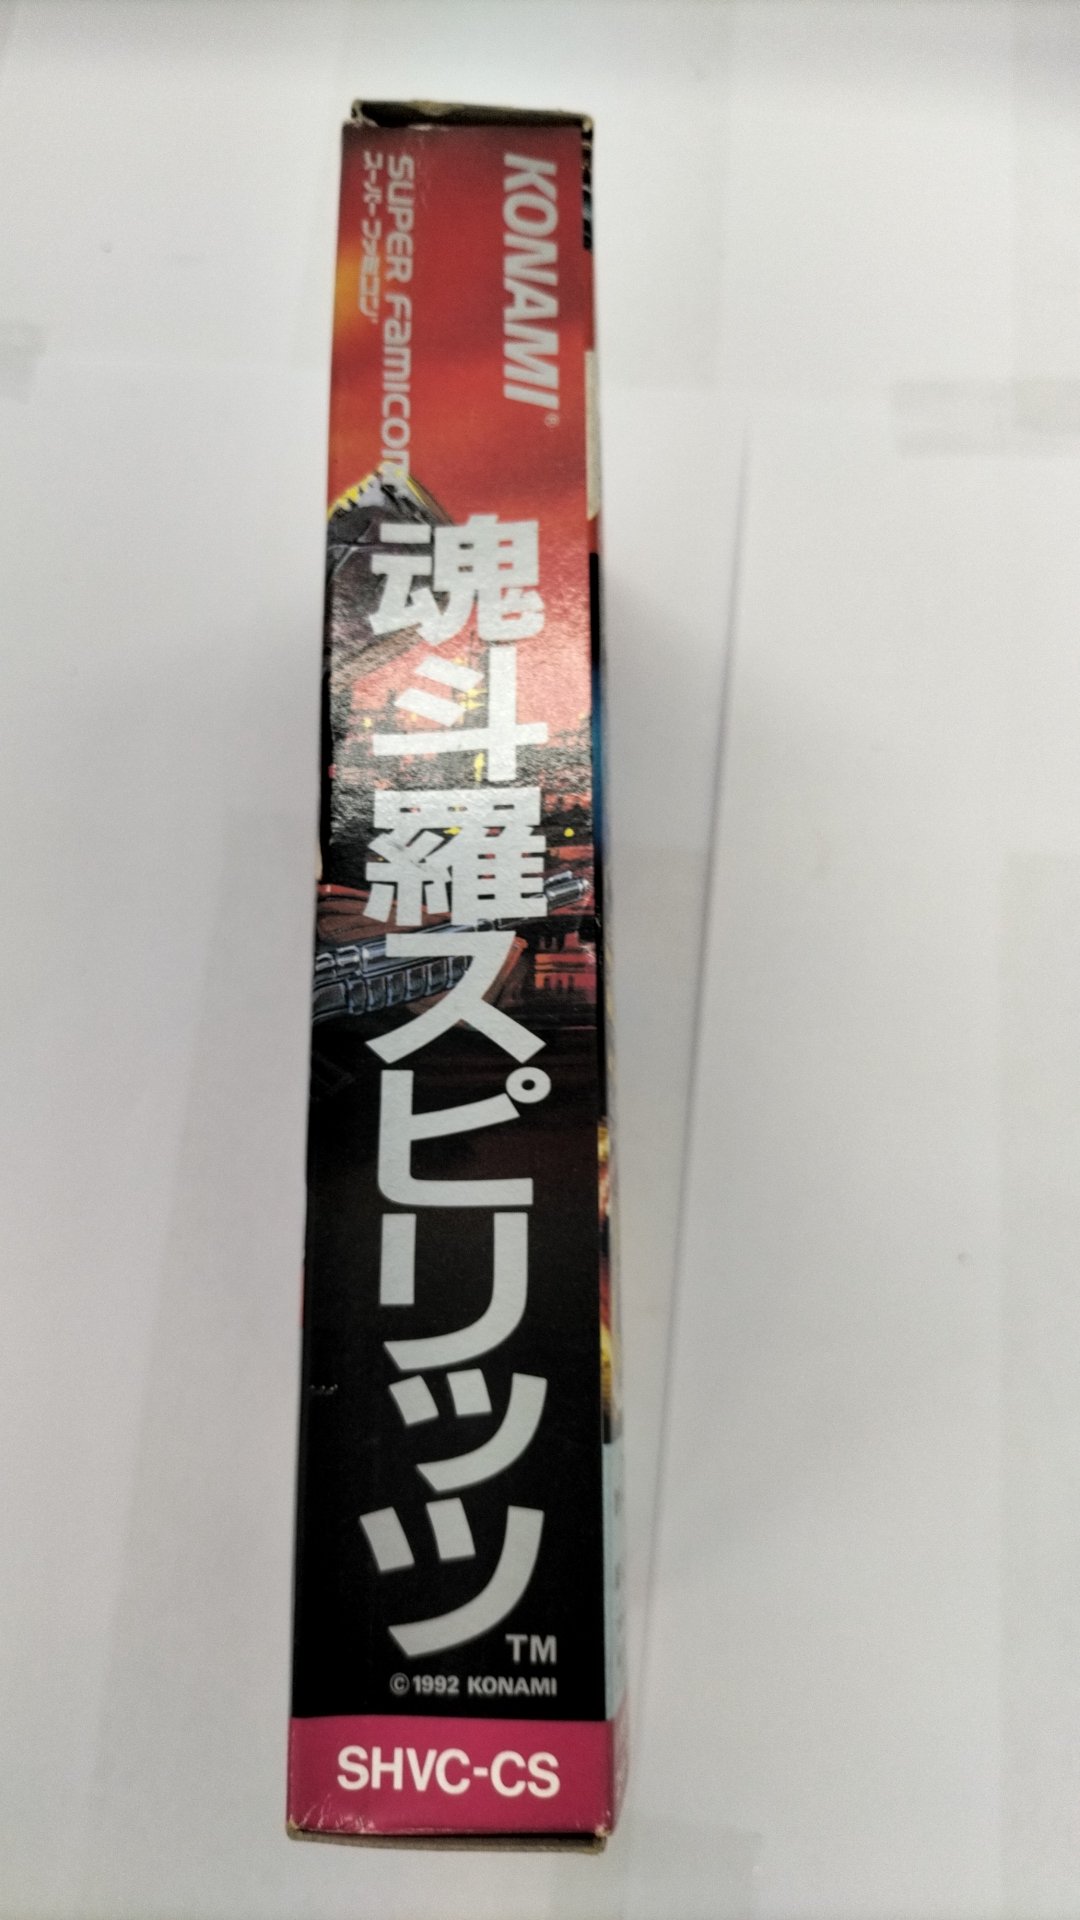 KONAMI®
SUPER FAMICOM
スーパーファミコン
魂斗羅スピリッツ
TM
©1992 KONAMI
SHVC-CS